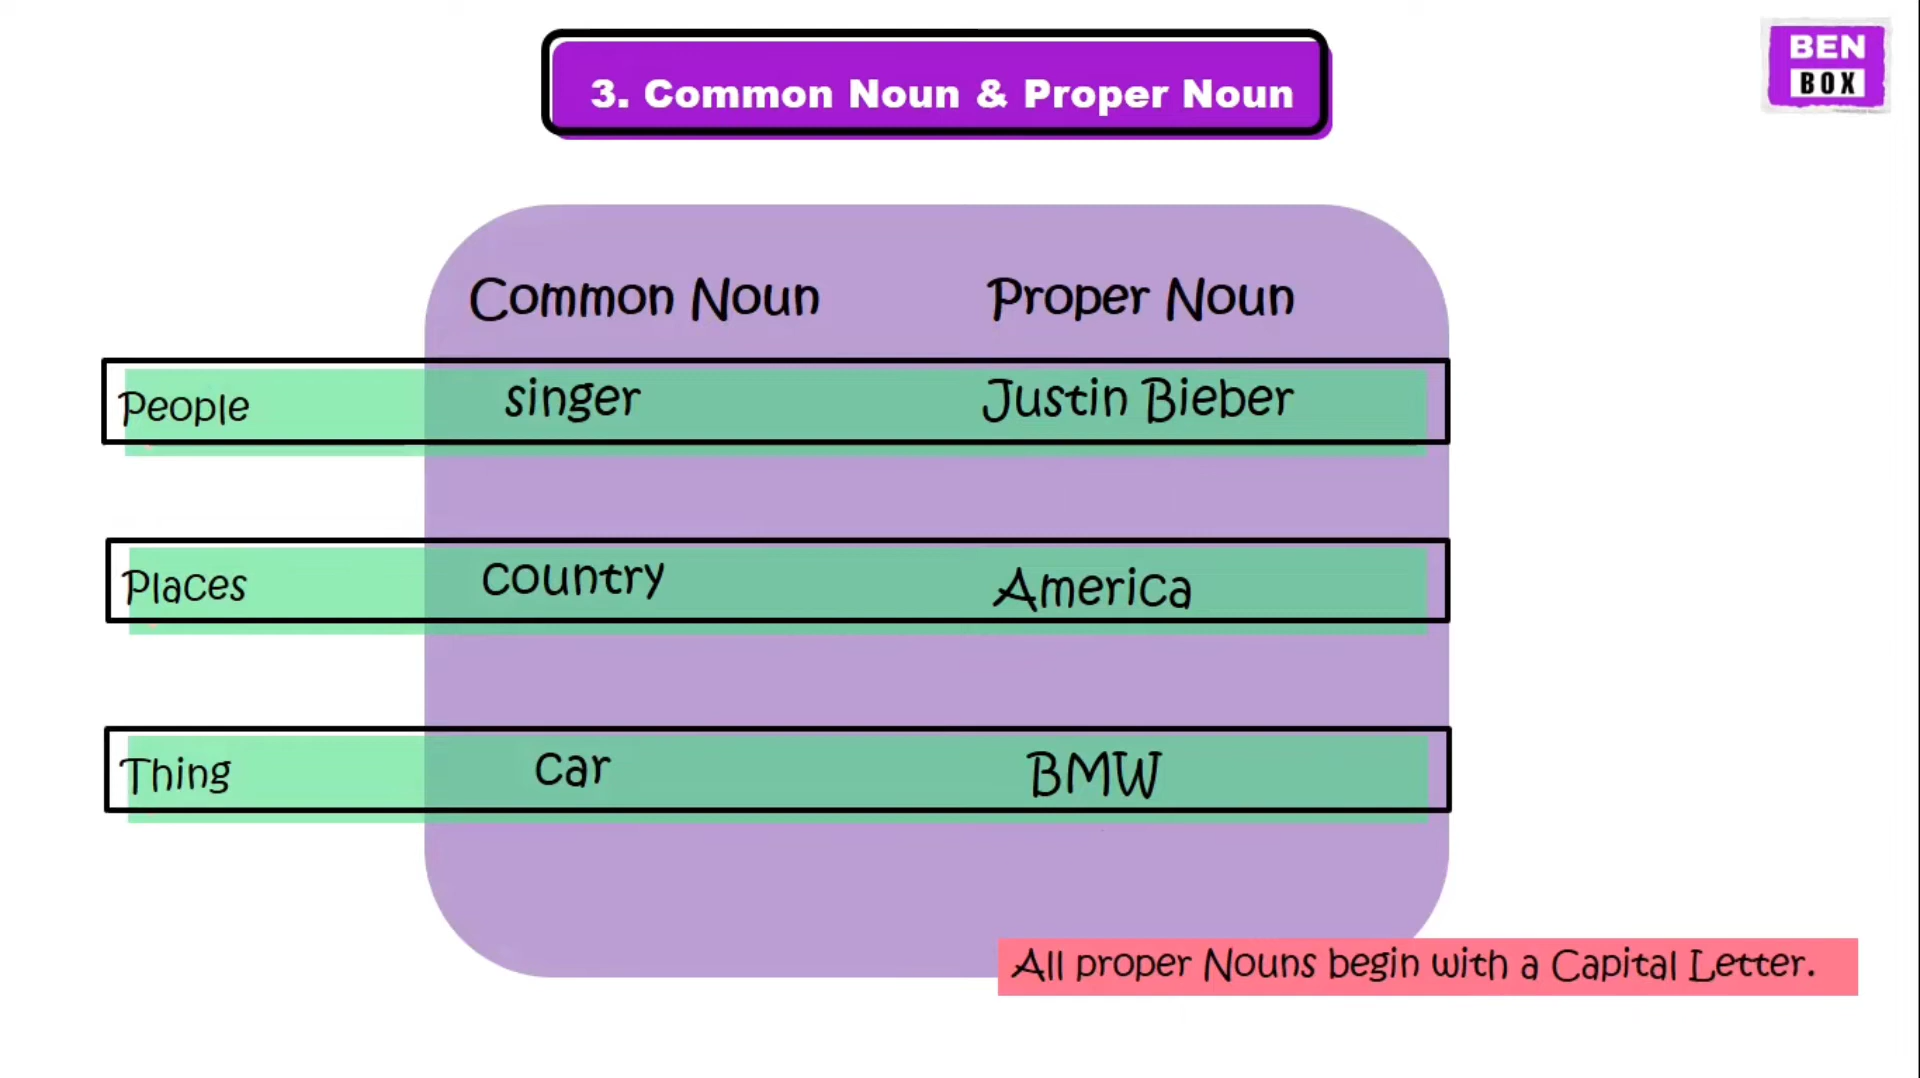 3. Common Noun & Proper Noun
BEN
BOX
Common Noun Proper Noun
People singer Justin Bieber
Places country America
Thing car BMW
All proper Nouns begin with a Capital Letter.